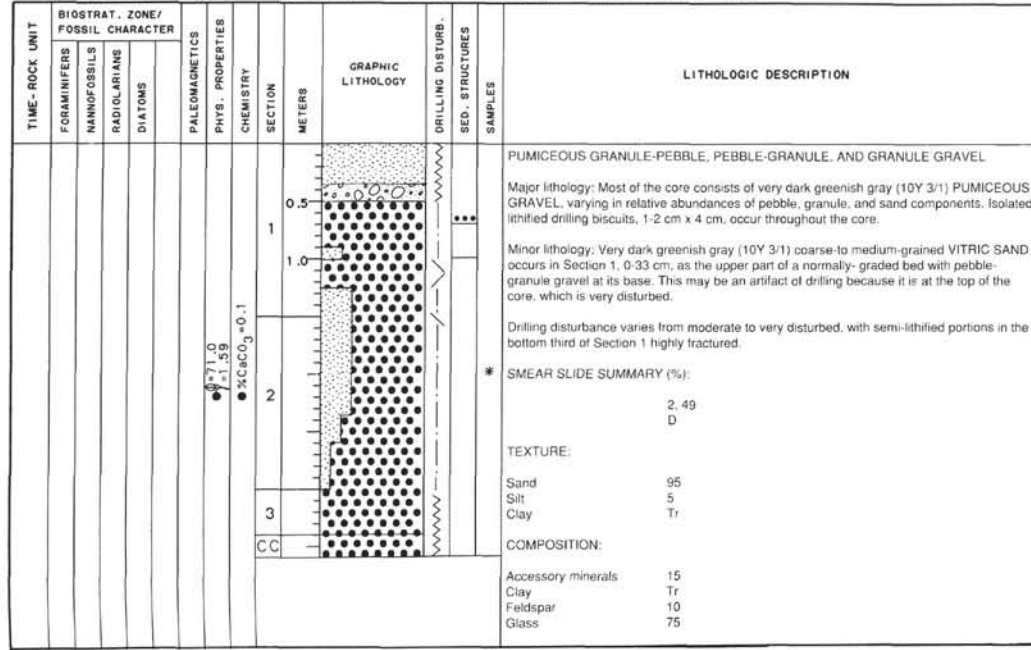 TIME-ROCK UNIT
BIOSTRAT. ZONE/
FOSSIL CHARACTER
FORAMINIFERS
NANNOFOSSILS
RADIOLARIANS
DIATOMS
PALEOMAGNETICS
PHYS. PROPERTIES
CHEMISTRY
SECTION
METERS
GRAPHIC
LITHOLOGY
DRILLING DISTURB.
SED. STRUCTURES
SAMPLES
LITHOLOGIC DESCRIPTION
=71.0
=1.59
%CaCO₃=0.1
1
2
3
CC
0.5
1.0
*
PUMICEOUS GRANULE-PEBBLE, PEBBLE-GRANULE, AND GRANULE GRAVEL
Major lithology: Most of the core consists of very dark greenish gray (10Y 3/1) PUMICEOUS
GRAVEL, varying in relative abundances of pebble, granule, and sand components. Isolated
lithified drilling biscuits, 1-2 cm x 4 cm, occur throughout the core.
Minor lithology: Very dark greenish gray (10Y 3/1) coarse-to medium-grained VITRIC SAND
occurs in Section 1, 0-33 cm, as the upper part of a normally- graded bed with pebble-
granule gravel at its base. This may be an artifact of drilling because it is at the top of the
core, which is very disturbed.
Drilling disturbance varies from moderate to very disturbed, with semi-lithified portions in the
bottom third of Section 1 highly fractured.
SMEAR SLIDE SUMMARY (%):
2, 49
D
TEXTURE:
Sand 95
Silt 5
Clay Tr
COMPOSITION:
Accessory minerals 15
Clay Tr
Feldspar 10
Glass 75